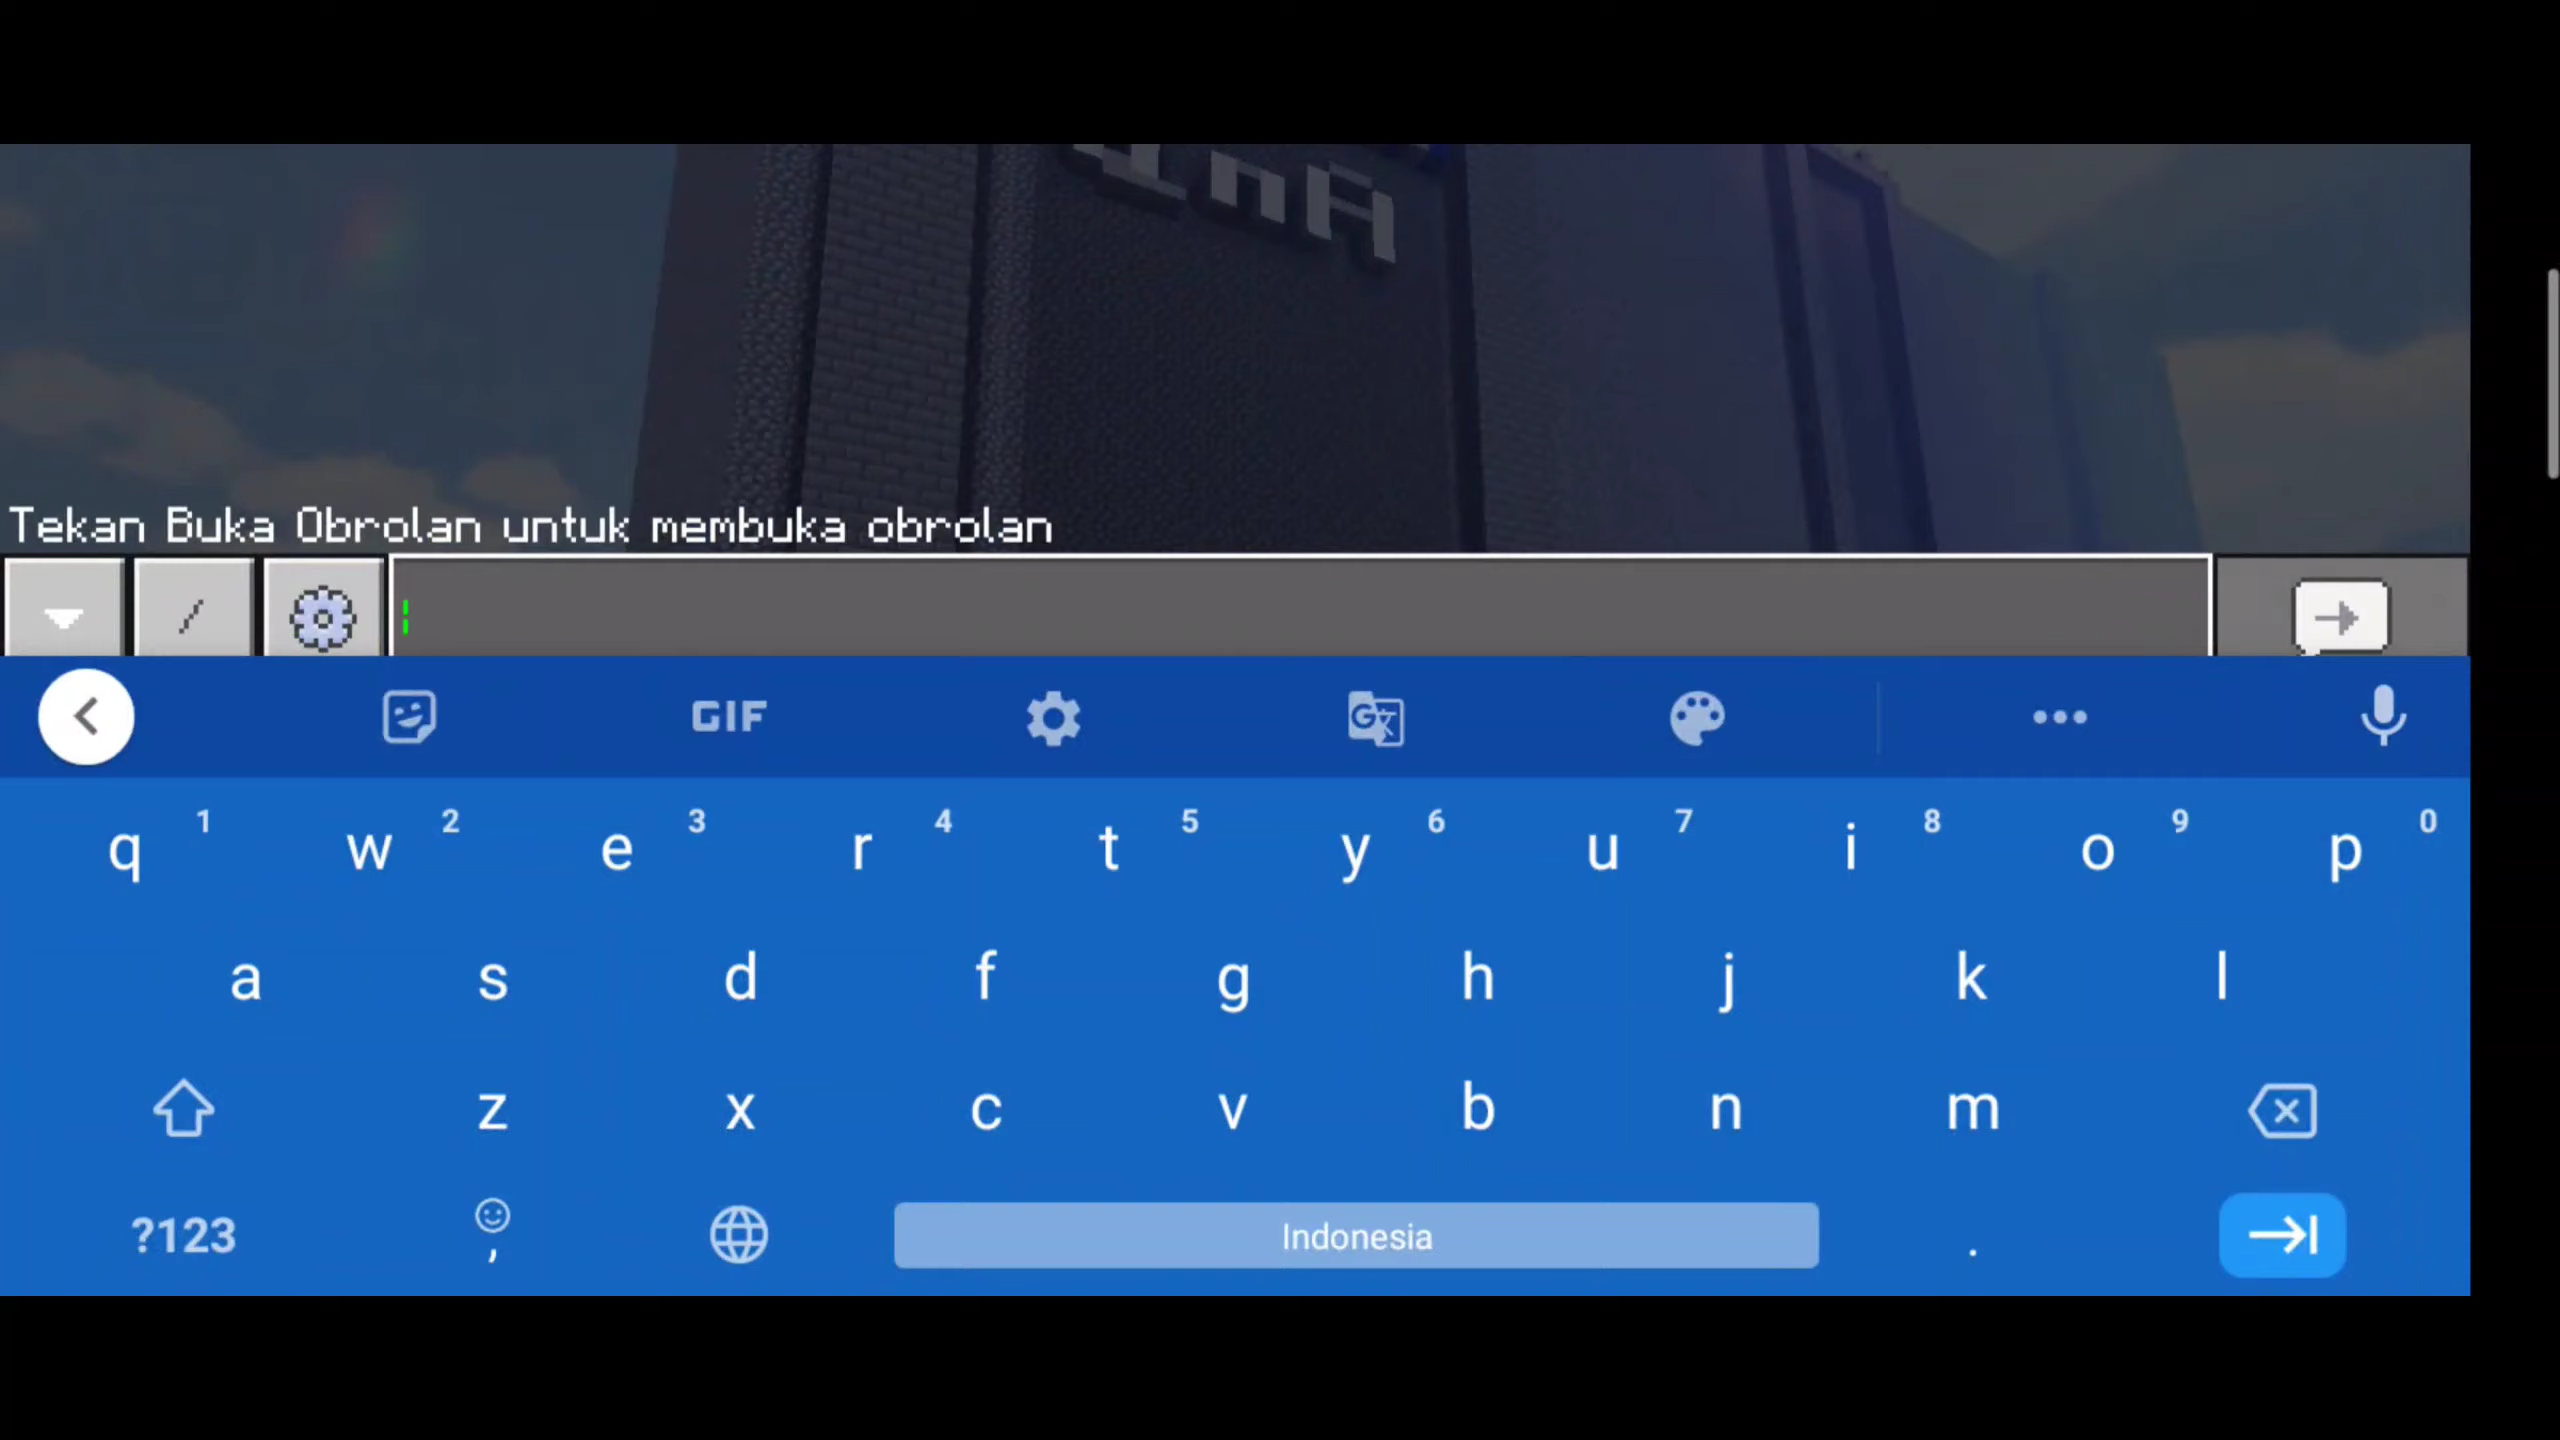 InA
Tekan Buka Obrolan untuk membuka obrolan
/
GIF
q 1 w 2 e 3 r 4 t 5 y 6 u 7 i 8 o 9 p 0
a s d f g h j k l
z x c v b n m
?123 , Indonesia .